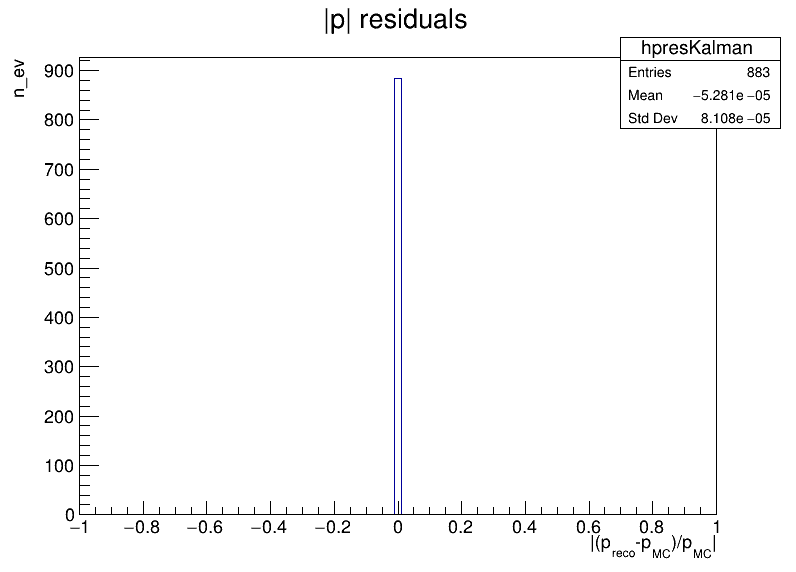 |p| residuals
hpresKalman
Entries 883
Mean −5.281e −05
Std Dev 8.108e −05
n_ev
900
800
700
600
500
400
300
200
100
0
−1 −0.8 −0.6 −0.4 −0.2 0 0.2 0.4 0.6 0.8 1
|(p_reco-p_MC)/p_MC|